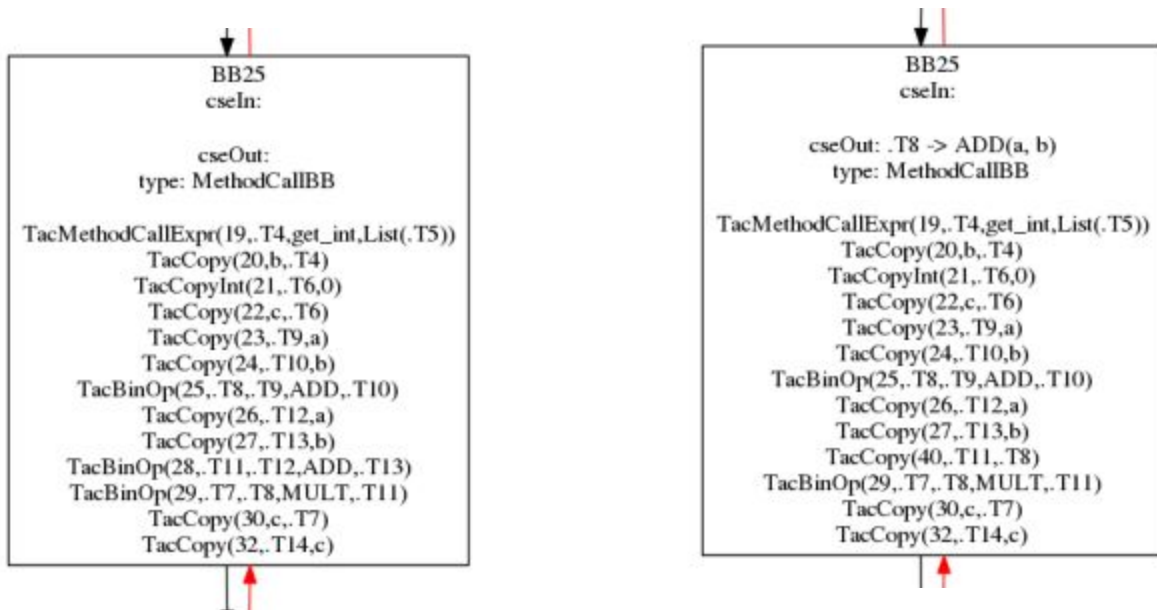 BB25
cseIn:
cseOut:
type: MethodCallBB
TacMethodCallExpr(19,.T4,get_int,List(.T5))
TacCopy(20,b,.T4)
TacCopyInt(21,.T6,0)
TacCopy(22,c,.T6)
TacCopy(23,.T9,a)
TacCopy(24,.T10,b)
TacBinOp(25,.T8,.T9,ADD,.T10)
TacCopy(26,.T12,a)
TacCopy(27,.T13,b)
TacBinOp(28,.T11,.T12,ADD,.T13)
TacBinOp(29,.T7,.T8,MULT,.T11)
TacCopy(30,c,.T7)
TacCopy(32,.T14,c)
BB25
cseIn:
cseOut: .T8 -> ADD(a, b)
type: MethodCallBB
TacMethodCallExpr(19,.T4,get_int,List(.T5))
TacCopy(20,b,.T4)
TacCopyInt(21,.T6,0)
TacCopy(22,c,.T6)
TacCopy(23,.T9,a)
TacCopy(24,.T10,b)
TacBinOp(25,.T8,.T9,ADD,.T10)
TacCopy(26,.T12,a)
TacCopy(27,.T13,b)
TacCopy(40,.T11,.T8)
TacBinOp(29,.T7,.T8,MULT,.T11)
TacCopy(30,c,.T7)
TacCopy(32,.T14,c)